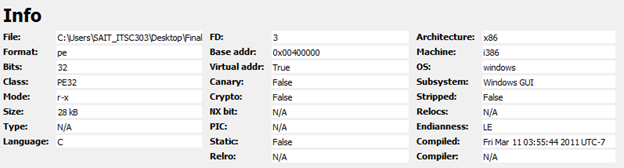 Info
File: C:\Users\SAIT_ITSC303\Desktop\Final FD: 3 Architecture: x86
Format: pe Base addr: 0x00400000 Machine: i386
Bits: 32 Virtual addr: True OS: windows
Class: PE32 Canary: False Subsystem: Windows GUI
Mode: r-x Crypto: False Stripped: False
Size: 28 kB NX bit: N/A Relocs: N/A
Type: N/A PIC: N/A Endianness: LE
Language: C Static: False Compiled: Fri Mar 11 03:55:44 2011 UTC-7
Relro: N/A Compiler: N/A